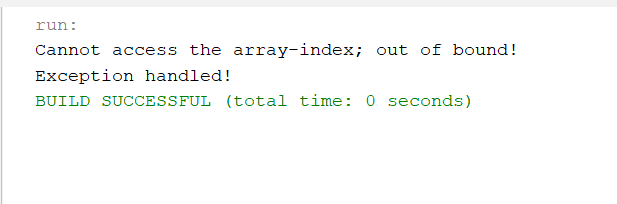 run:
Cannot access the array-index; out of bound!
Exception handled!
BUILD SUCCESSFUL (total time: 0 seconds)